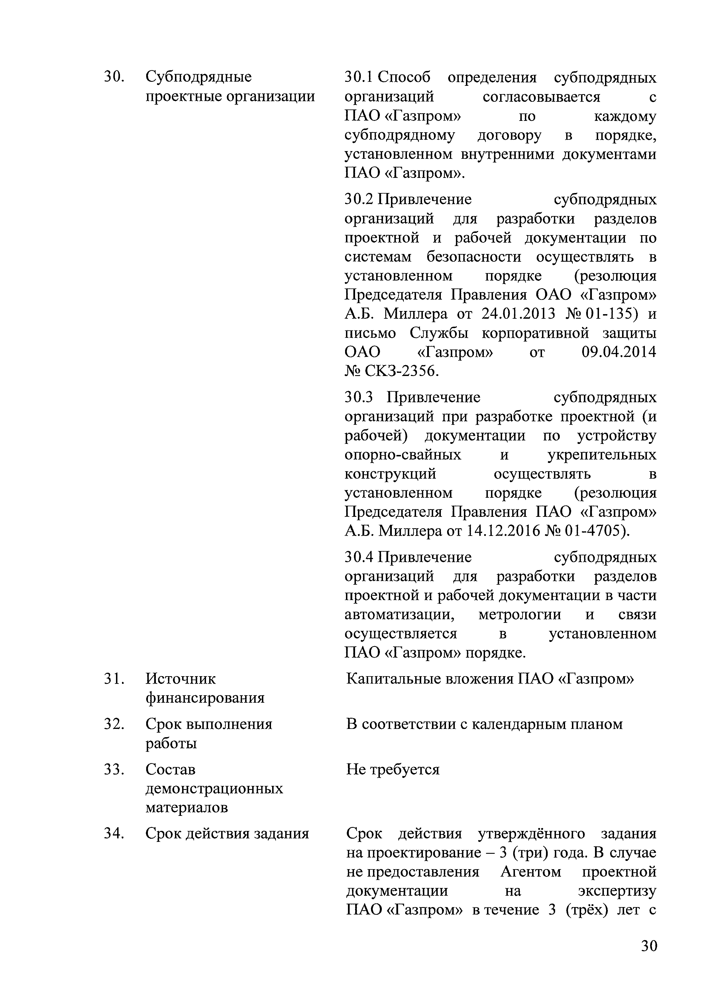 30. Субподрядные
проектные организации
30.1 Способ определения субподрядных
организаций согласовывается с
ПАО «Газпром» по каждому
субподрядному договору в порядке,
установленном внутренними документами
ПАО «Газпром».
30.2 Привлечение субподрядных
организаций для разработки разделов
проектной и рабочей документации по
системам безопасности осуществлять в
установленном порядке (резолюция
Председателя Правления ОАО «Газпром»
А.Б. Миллера от 24.01.2013 № 01-135) и
письмо Службы корпоративной защиты
ОАО «Газпром» от 09.04.2014
№ СКЗ-2356.
30.3 Привлечение субподрядных
организаций при разработке проектной (и
рабочей) документации по устройству
опорно-свайных и укрепительных
конструкций осуществлять в
установленном порядке (резолюция
Председателя Правления ПАО «Газпром»
А.Б. Миллера от 14.12.2016 № 01-4705).
30.4 Привлечение субподрядных
организаций для разработки разделов
проектной и рабочей документации в части
автоматизации, метрологии и связи
осуществляется в установленном
ПАО «Газпром» порядке.
31. Источник
финансирования
Капитальные вложения ПАО «Газпром»
32. Срок выполнения
работы
В соответствии с календарным планом
33. Состав
демонстрационных
материалов
Не требуется
34. Срок действия задания
Срок действия утверждённого задания
на проектирование – 3 (три) года. В случае
не предоставления Агентом проектной
документации на экспертизу
ПАО «Газпром» в течение 3 (трёх) лет с
30